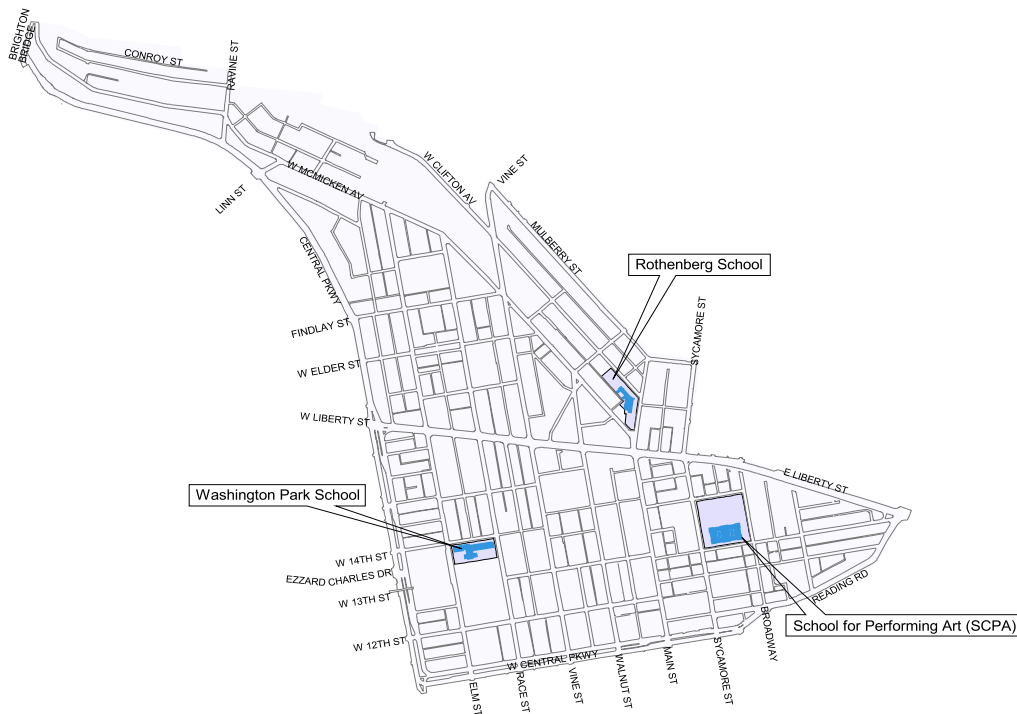 BRIGHTON
BRIDGE
CONROY ST
RAVINE ST
W MCMICKEN AV
W CLIFTON AV
VINE ST
LINN ST
MULBERRY ST
CENTRAL PKWY
Rothenberg School
SYCAMORE ST
FINDLAY ST
W ELDER ST
W LIBERTY ST
E LIBERTY ST
Washington Park School
W 14TH ST
EZZARD CHARLES DR
W 13TH ST
READING RD
School for Performing Art (SCPA)
W 12TH ST
W CENTRAL PKWY
ELM ST
RACE ST
VINE ST
WALNUT ST
MAIN ST
SYCAMORE ST
BROADWAY